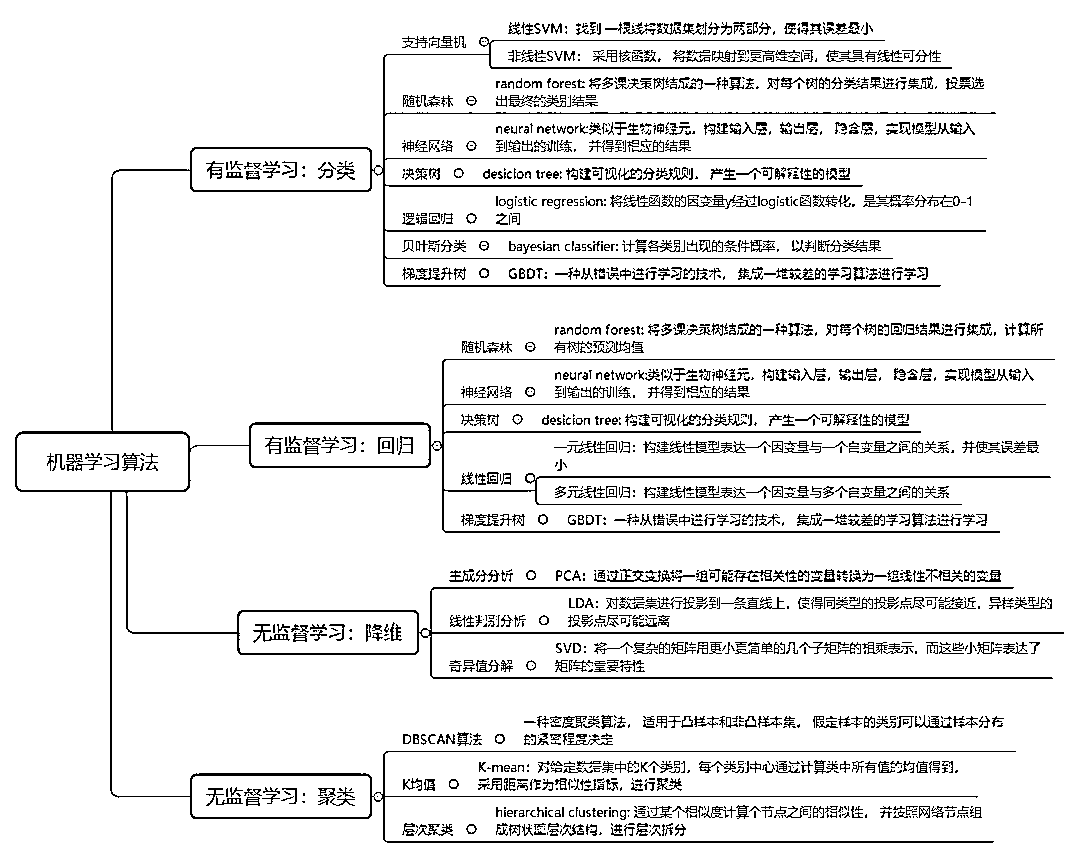 支持向量机
线性SVM：找到一根线将数据集划分为两部分，使得其误差最小
非线性SVM：采用核函数，将数据映射到更高维空间，使其具有线性可分性
随机森林
random forest: 将多课决策树结成的一种算法，对每个树的分类结果进行集成，投票选
出最终的类别结果
神经网络
neural network:类似于生物神经元，构建输入层，输出层，隐含层，实现模型从输入
到输出的训练，并得到相应的结果
有监督学习：分类
决策树
desicion tree: 构建可视化的分类规则，产生一个可解释性的模型
逻辑回归
logistic regression: 将线性函数的因变量y经过logistic函数转化，是其概率分布在0-1
之间
贝叶斯分类
bayesian classifier: 计算各类别出现的条件概率，以判断分类结果
梯度提升树
GBDT：一种从错误中进行学习的技术，集成一堆较差的学习算法进行学习
随机森林
random forest: 将多课决策树结成的一种算法，对每个树的回归结果进行集成，计算所
有树的预测均值
神经网络
neural network:类似于生物神经元，构建输入层，输出层，隐含层，实现模型从输入
到输出的训练，并得到相应的结果
决策树
desicion tree: 构建可视化的分类规则，产生一个可解释性的模型
有监督学习：回归
机器学习算法
线性回归
一元线性回归：构建线性模型表达一个因变量与一个自变量之间的关系，并使其误差最
小
多元线性回归：构建线性模型表达一个因变量与多个自变量之间的关系
梯度提升树
GBDT：一种从错误中进行学习的技术，集成一堆较差的学习算法进行学习
主成分分析
PCA：通过正交变换将一组可能存在相关性的变量转换为一组线性不相关的变量
无监督学习：降维
线性判别分析
LDA：对数据集进行投影到一条直线上，使得同类型的投影点尽可能接近，异样类型的
投影点尽可能远离
奇异值分解
SVD：将一个复杂的矩阵用更小更简单的几个子矩阵的相乘表示，而这些小矩阵表达了
矩阵的重要特性
DBSCAN算法
一种密度聚类算法，适用于凸样本和非凸样本集，假定样本的类别可以通过样本分布
的紧密程度决定
无监督学习：聚类
K均值
K-mean：对给定数据集中的K个类别，每个类别中心通过计算类中所有值的均值得到，
采用距离作为相似性指标，进行聚类
层次聚类
hierarchical clustering: 通过某个相似度计算个节点之间的相似性，并按照网络节点组
成树状型层次结构，进行层次拆分